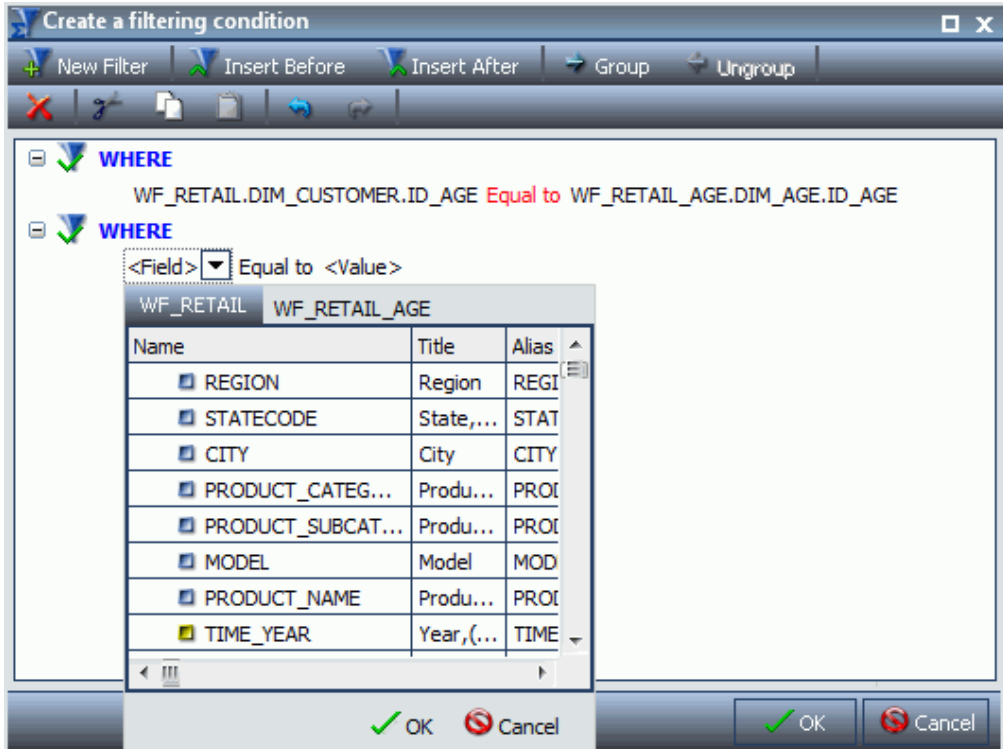 Create a filtering condition
New Filter Insert Before Insert After Group Ungroup
WHERE
WF_RETAIL.DIM_CUSTOMER.ID_AGE Equal to WF_RETAIL_AGE.DIM_AGE.ID_AGE
WHERE
<Field> Equal to <Value>
WF_RETAIL WF_RETAIL_AGE
Name Title Alias
REGION Region REGI
STATECODE State,... STAT
CITY City CITY
PRODUCT_CATEG... Produ... PROD
PRODUCT_SUBCAT... Produ... PROD
MODEL Model MOD
PRODUCT_NAME Produ... PROD
TIME_YEAR Year,(... TIME
OK Cancel
OK Cancel